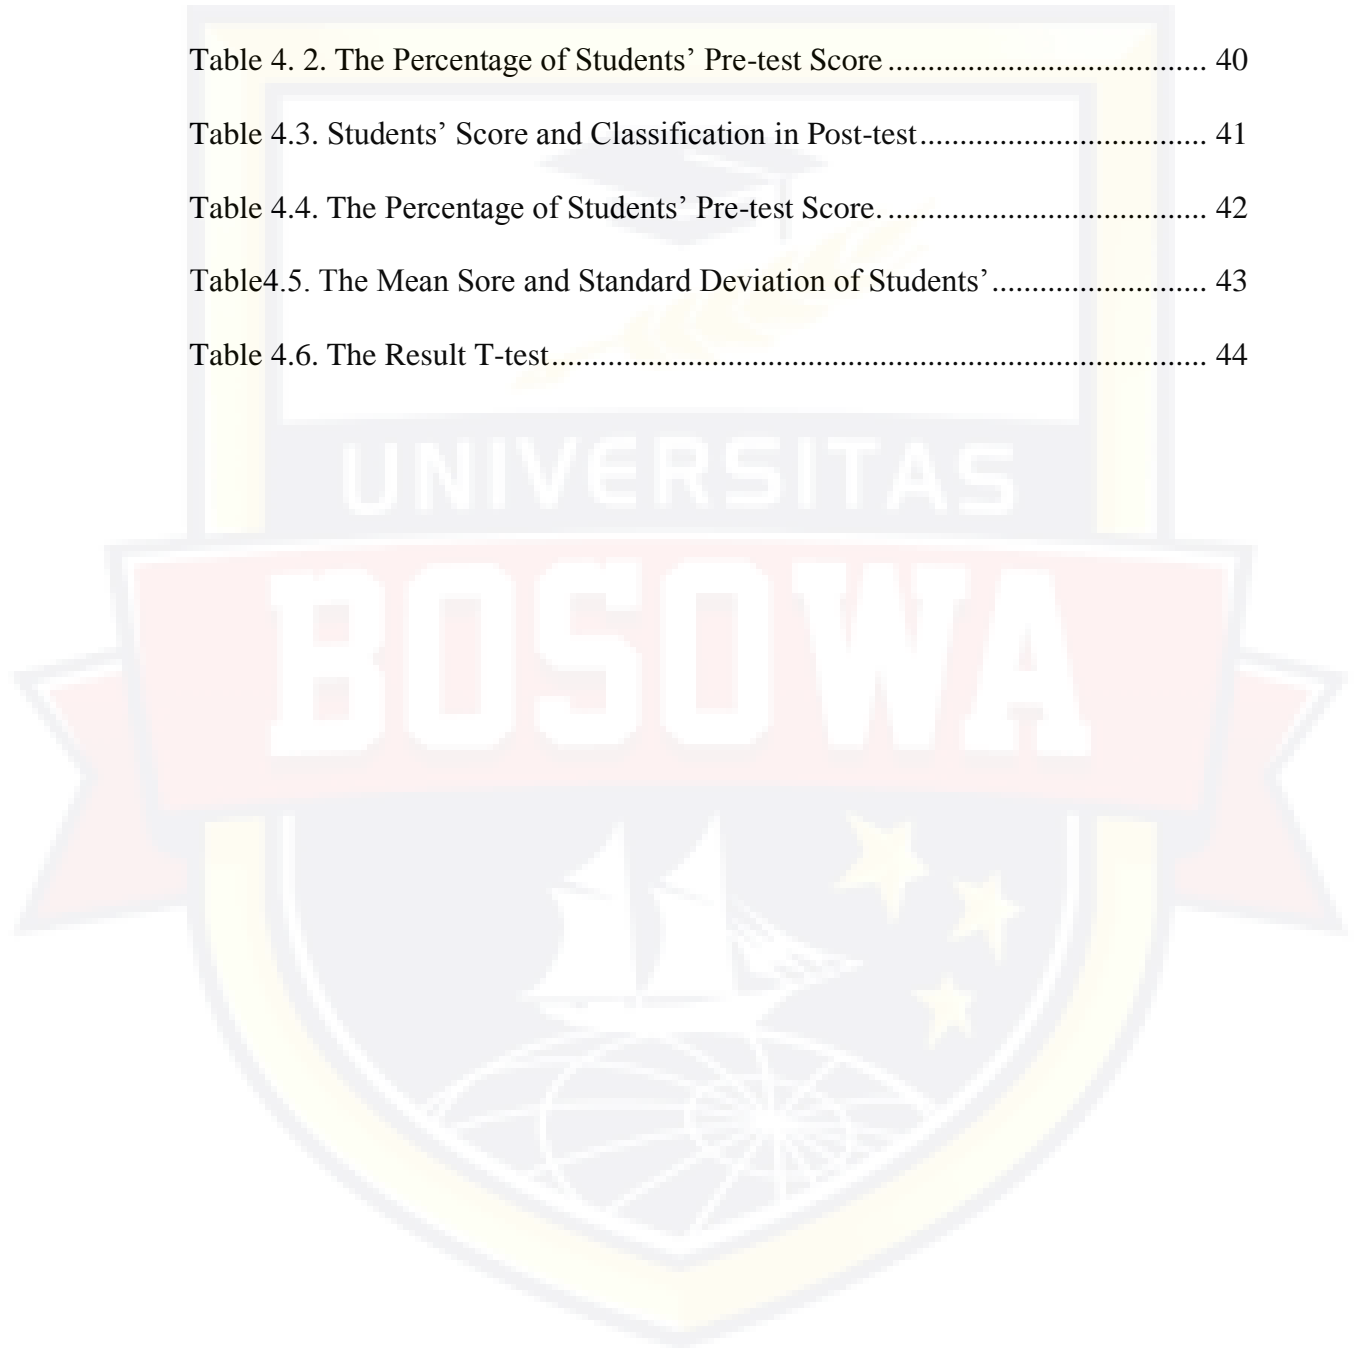 Table 4. 2. The Percentage of Students’ Pre-test Score ........................................ 40
Table 4.3. Students’ Score and Classification in Post-test.................................... 41
Table 4.4. The Percentage of Students’ Pre-test Score. ........................................ 42
Table4.5. The Mean Sore and Standard Deviation of Students’........................... 43
Table 4.6. The Result T-test.................................................................................. 44
UNIVERSITAS
BOSOWA